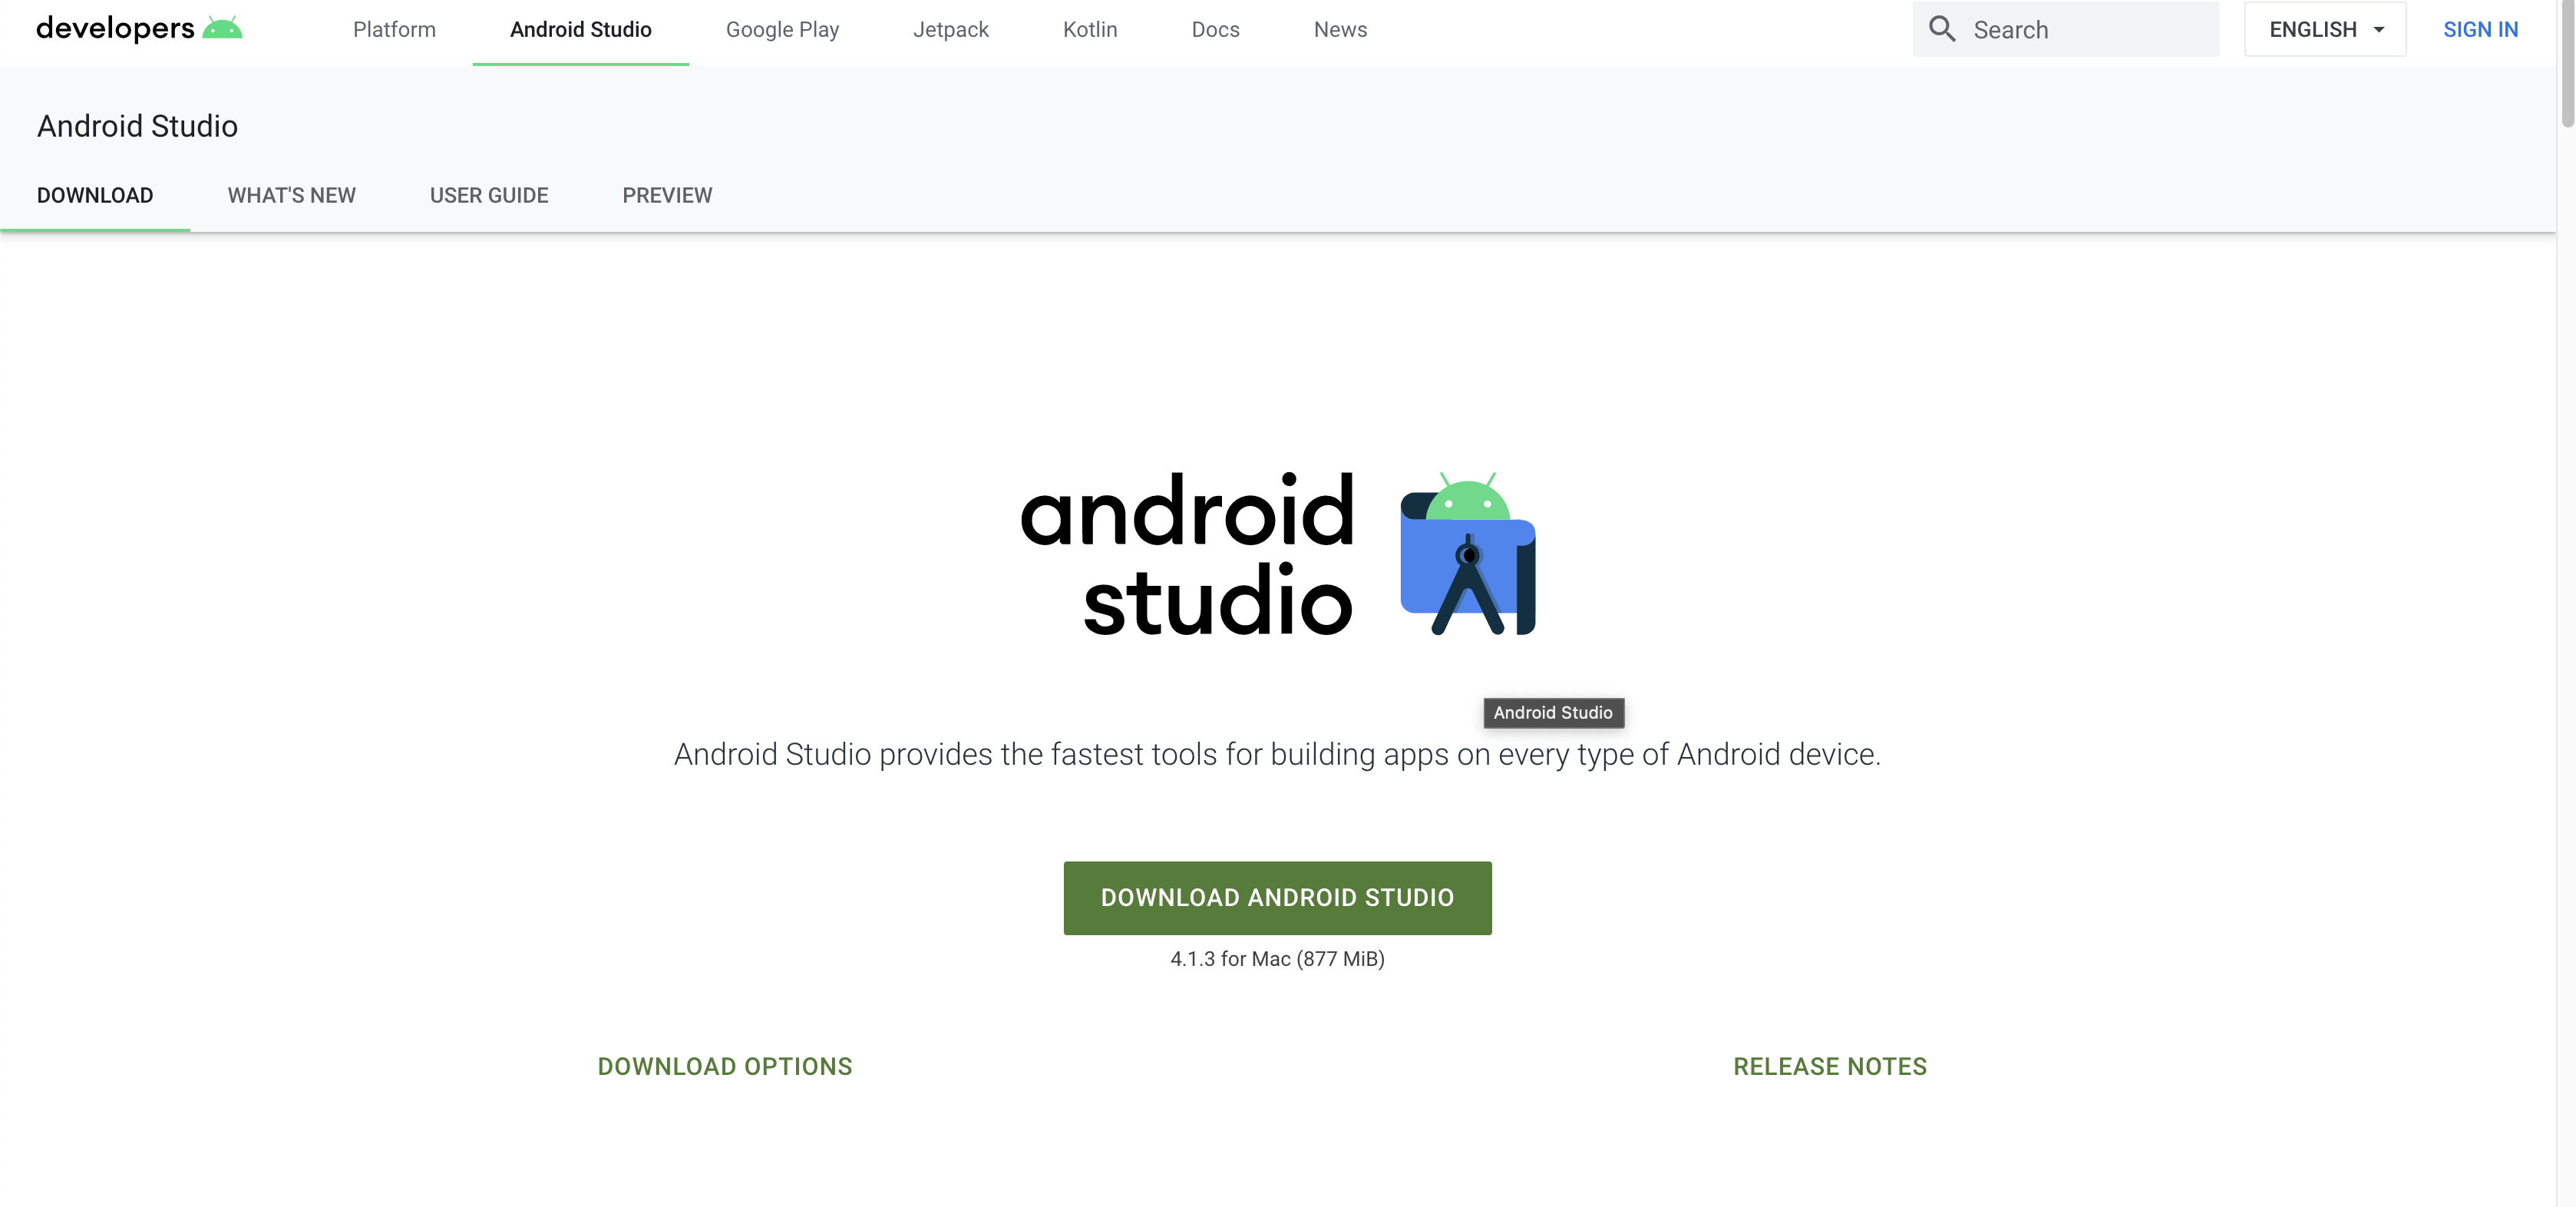 developers Platform Android Studio Google Play Jetpack Kotlin Docs News Search ENGLISH SIGN IN
Android Studio
DOWNLOAD WHAT'S NEW USER GUIDE PREVIEW
android
studio
Android Studio
Android Studio provides the fastest tools for building apps on every type of Android device.
DOWNLOAD ANDROID STUDIO
4.1.3 for Mac (877 MiB)
DOWNLOAD OPTIONS RELEASE NOTES